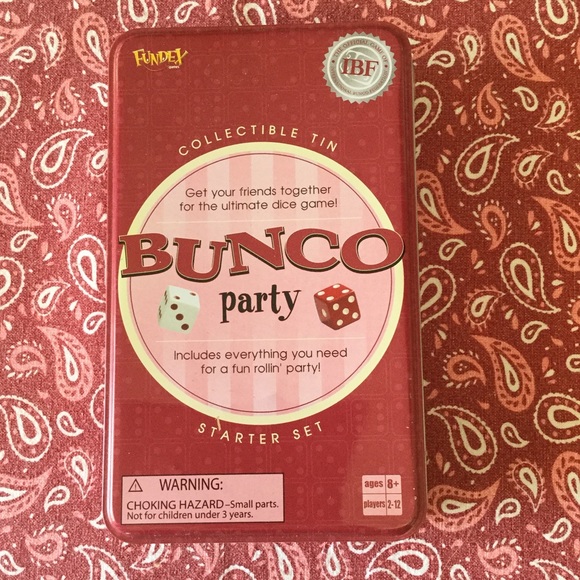 FUNDEX
GAMES
IBF
COLLECTIBLE TIN
Get your friends together
for the ultimate dice game!
BUNCO
party
Includes everything you need
for a fun rollin' party!
STARTER SET
⚠ WARNING:
CHOKING HAZARD–Small parts.
Not for children under 3 years.
ages 8+
players 2-12